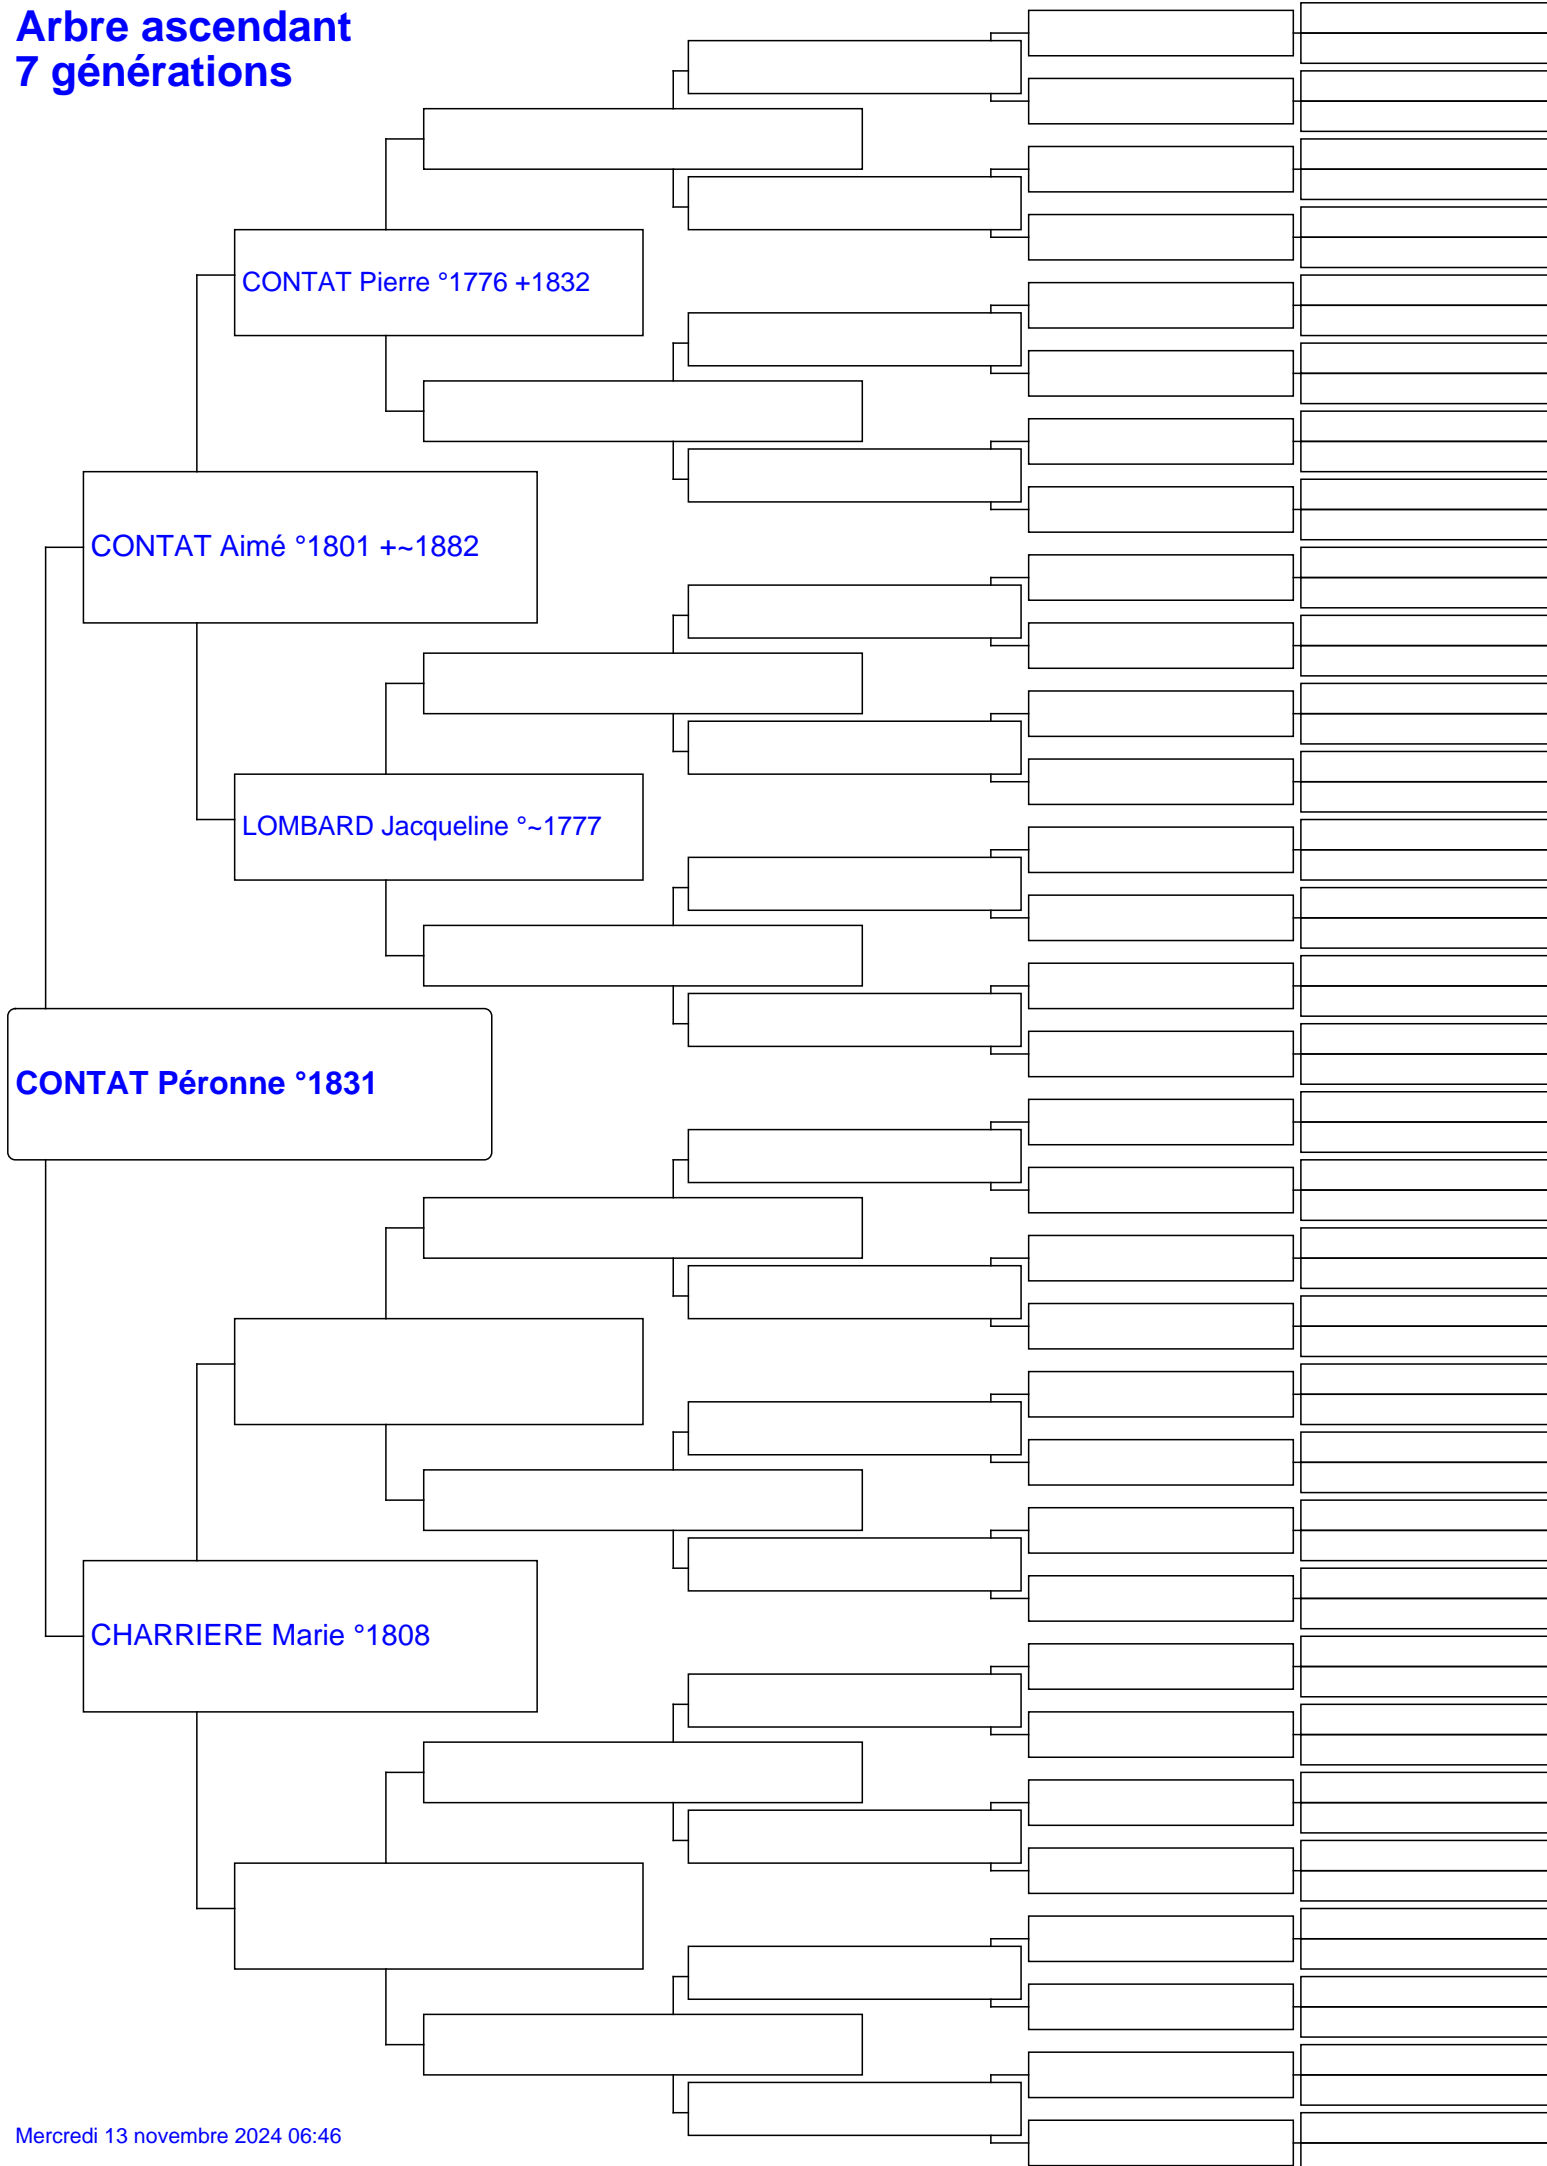 Arbre ascendant
7 générations
CONTAT Pierre °1776 +1832
CONTAT Aimé °1801 +~1882
LOMBARD Jacqueline °~1777
CONTAT Péronne °1831
CHARRIERE Marie °1808
Mercredi 13 novembre 2024 06:46